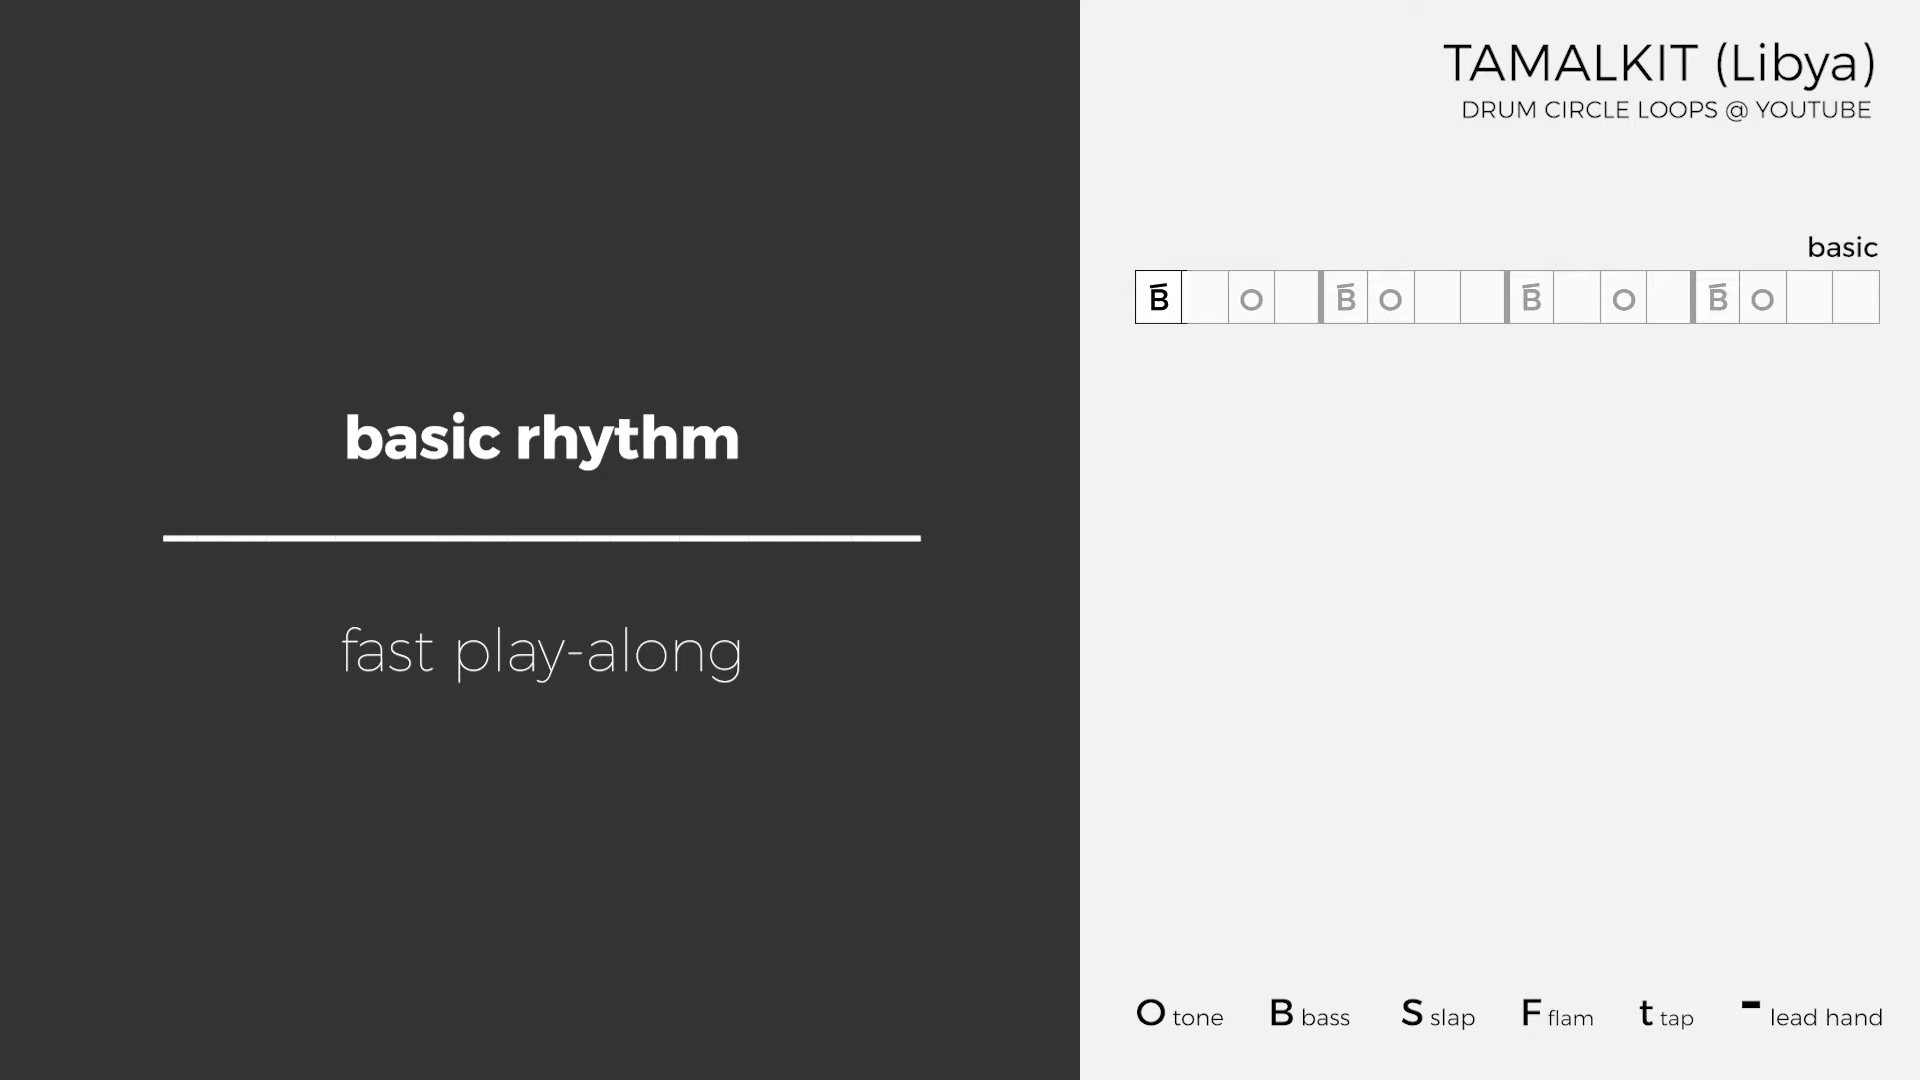 basic rhythm
fast play-along
TAMALKIT (Libya)
DRUM CIRCLE LOOPS @ YOUTUBE
basic
B̄ O B̄ O B̄ O B̄ O
O tone B bass S slap F flam t tap - lead hand